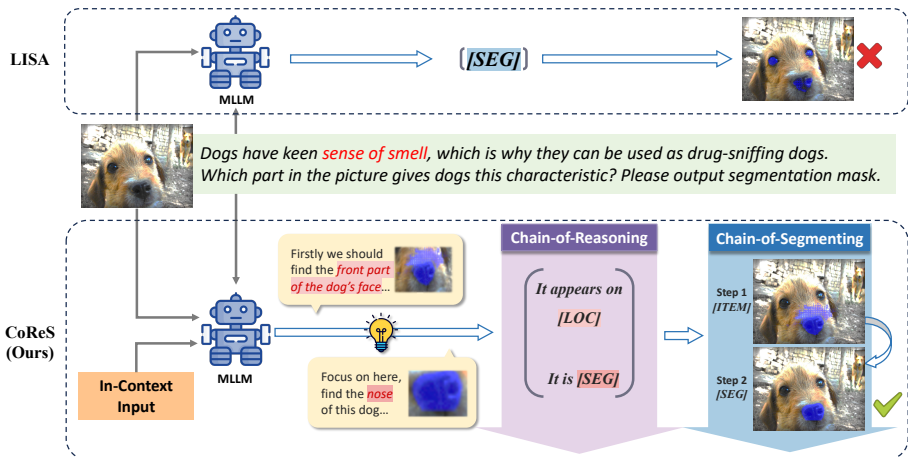 LISA
MLLM
[SEG]
Dogs have keen sense of smell, which is why they can be used as drug-sniffing dogs.
Which part in the picture gives dogs this characteristic? Please output segmentation mask.
CoReS
(Ours)
In-Context
Input
MLLM
Firstly we should
find the front part
of the dog's face...
Focus on here,
find the nose
of this dog...
Chain-of-Reasoning
It appears on
[LOC]
It is [SEG]
Chain-of-Segmenting
Step 1
[ITEM]
Step 2
[SEG]